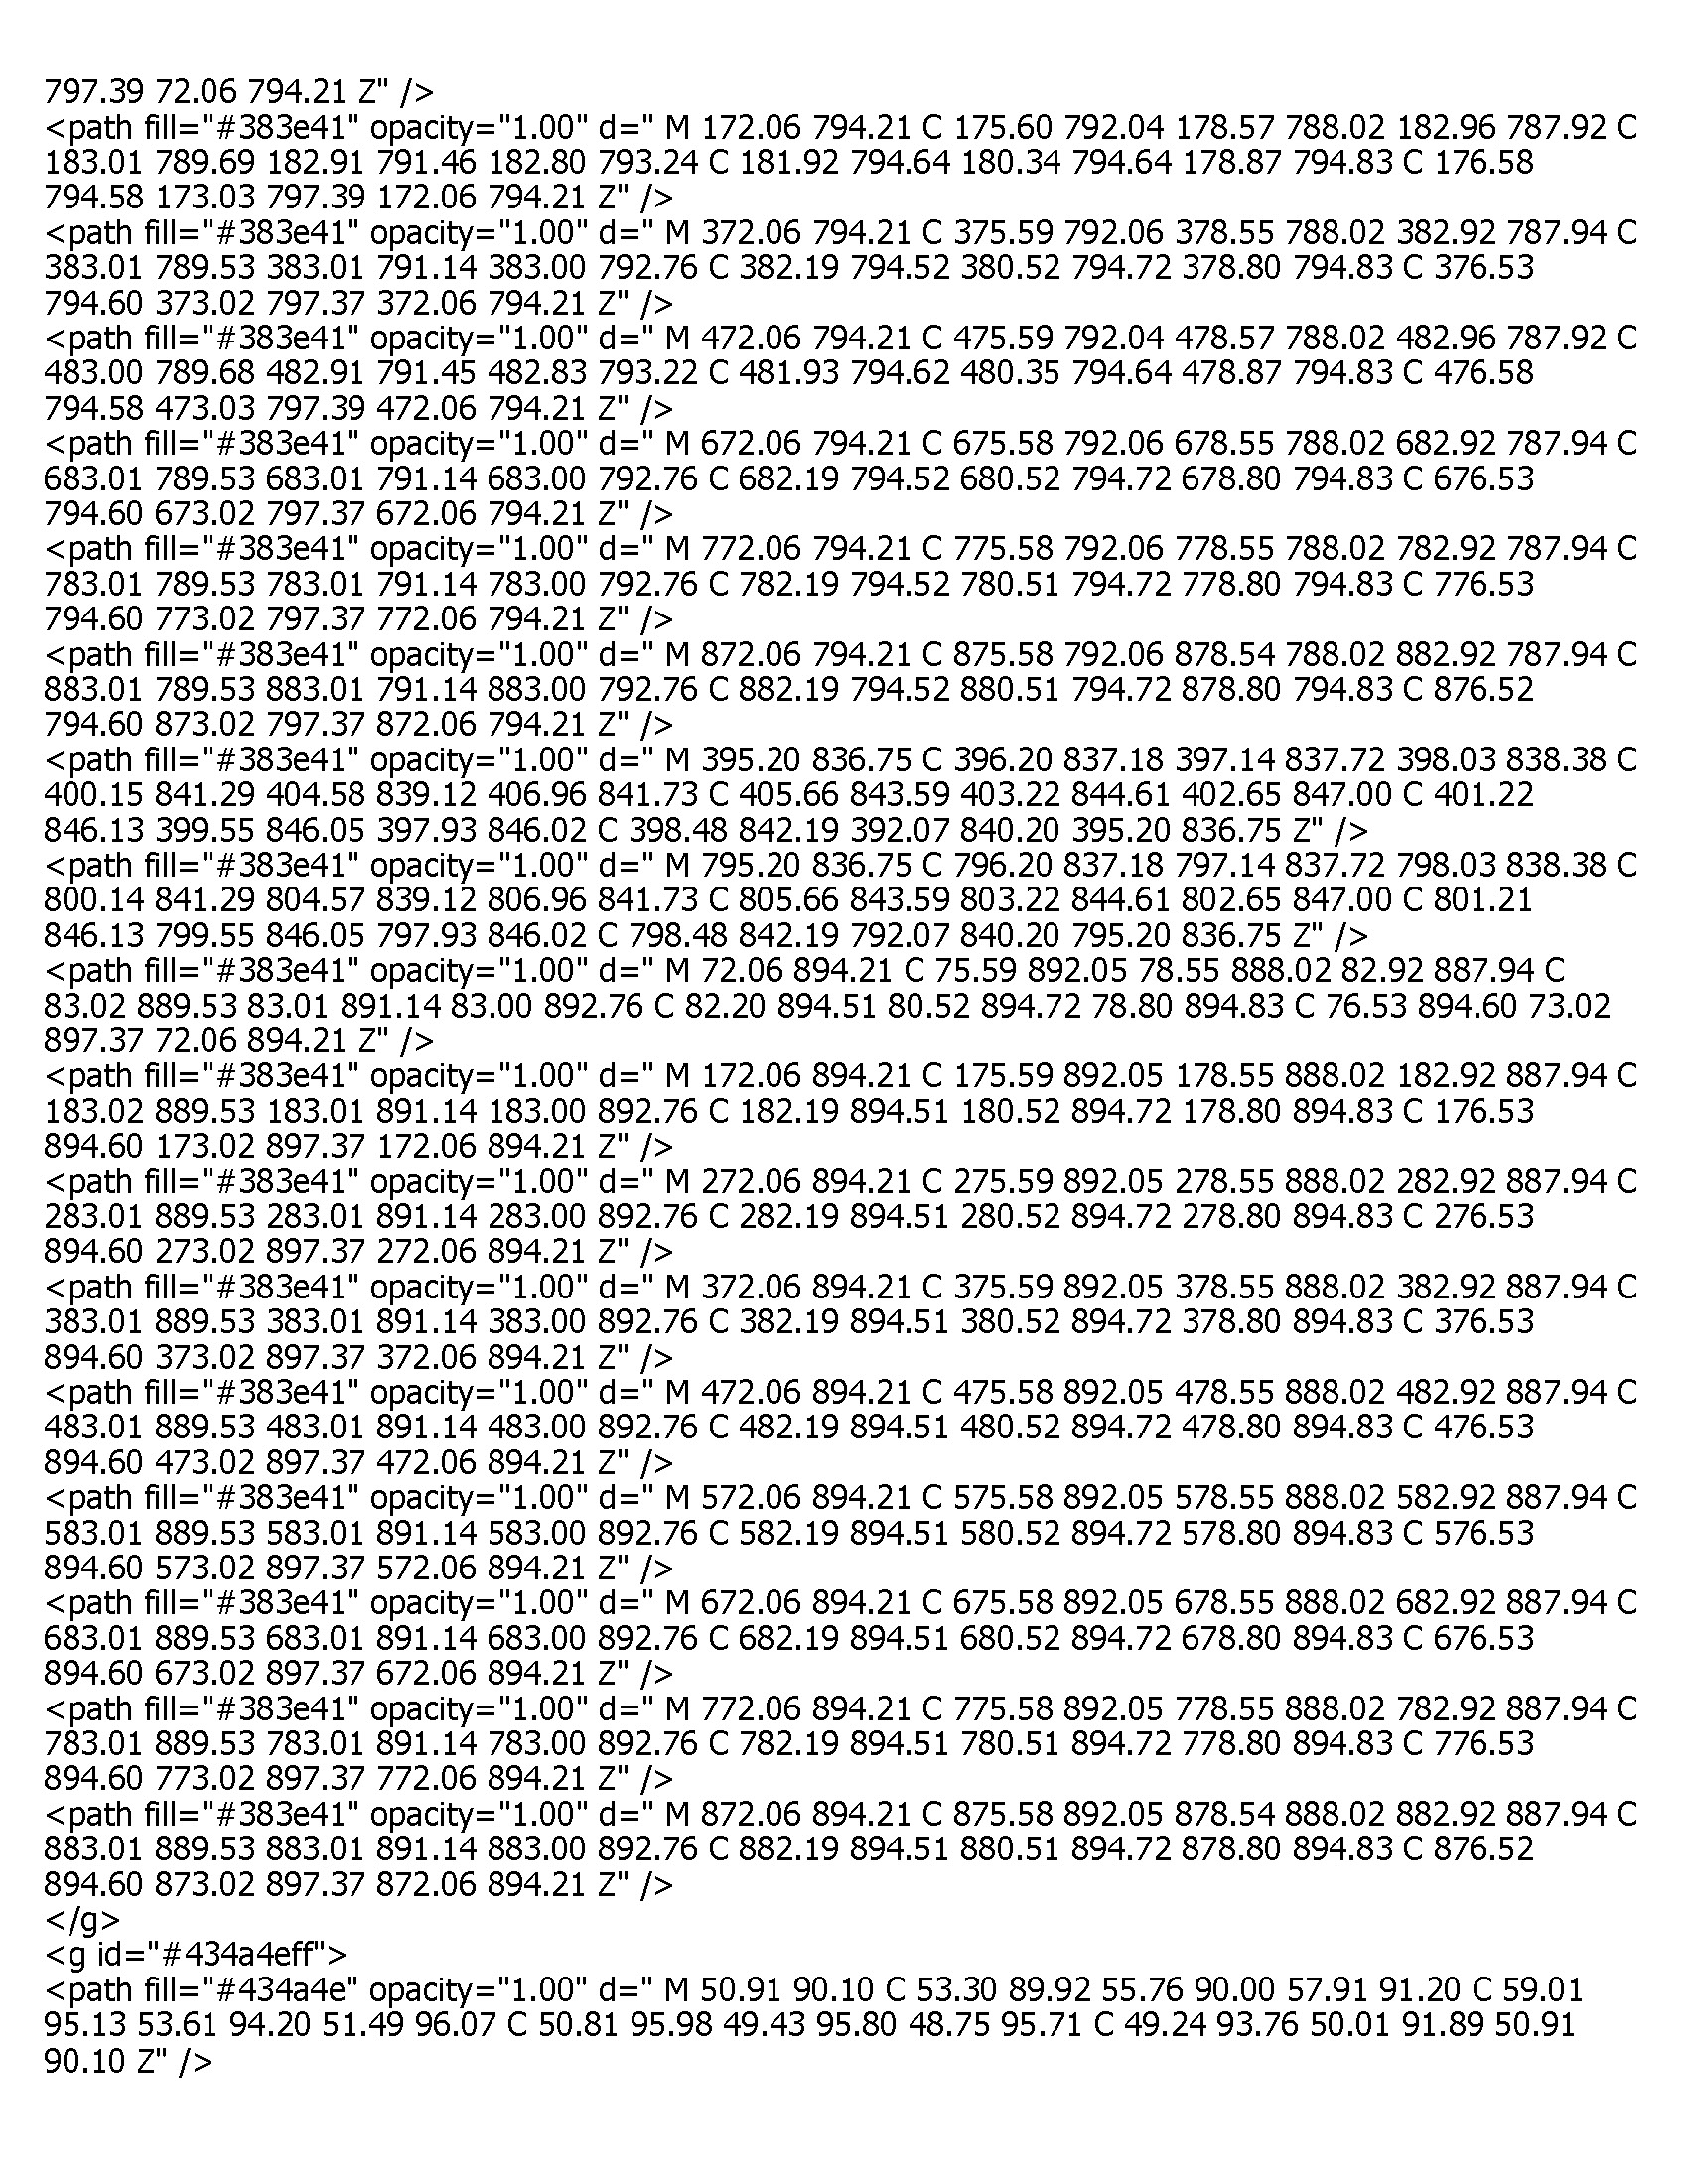 797.39 72.06 794.21 Z" />
<path fill="#383e41" opacity="1.00" d=" M 172.06 794.21 C 175.60 792.04 178.57 788.02 182.96 787.92 C
183.01 789.69 182.91 791.46 182.80 793.24 C 181.92 794.64 180.34 794.64 178.87 794.83 C 176.58
794.58 173.03 797.39 172.06 794.21 Z" />
<path fill="#383e41" opacity="1.00" d=" M 372.06 794.21 C 375.59 792.06 378.55 788.02 382.92 787.94 C
383.01 789.53 383.01 791.14 383.00 792.76 C 382.19 794.52 380.52 794.72 378.80 794.83 C 376.53
794.60 373.02 797.37 372.06 794.21 Z" />
<path fill="#383e41" opacity="1.00" d=" M 472.06 794.21 C 475.59 792.04 478.57 788.02 482.96 787.92 C
483.00 789.68 482.91 791.45 482.83 793.22 C 481.93 794.62 480.35 794.64 478.87 794.83 C 476.58
794.58 473.03 797.39 472.06 794.21 Z" />
<path fill="#383e41" opacity="1.00" d=" M 672.06 794.21 C 675.58 792.06 678.55 788.02 682.92 787.94 C
683.01 789.53 683.01 791.14 683.00 792.76 C 682.19 794.52 680.52 794.72 678.80 794.83 C 676.53
794.60 673.02 797.37 672.06 794.21 Z" />
<path fill="#383e41" opacity="1.00" d=" M 772.06 794.21 C 775.58 792.06 778.55 788.02 782.92 787.94 C
783.01 789.53 783.01 791.14 783.00 792.76 C 782.19 794.52 780.51 794.72 778.80 794.83 C 776.53
794.60 773.02 797.37 772.06 794.21 Z" />
<path fill="#383e41" opacity="1.00" d=" M 872.06 794.21 C 875.58 792.06 878.54 788.02 882.92 787.94 C
883.01 789.53 883.01 791.14 883.00 792.76 C 882.19 794.52 880.51 794.72 878.80 794.83 C 876.52
794.60 873.02 797.37 872.06 794.21 Z" />
<path fill="#383e41" opacity="1.00" d=" M 395.20 836.75 C 396.20 837.18 397.14 837.72 398.03 838.38 C
400.15 841.29 404.58 839.12 406.96 841.73 C 405.66 843.59 403.22 844.61 402.65 847.00 C 401.22
846.13 399.55 846.05 397.93 846.02 C 398.48 842.19 392.07 840.20 395.20 836.75 Z" />
<path fill="#383e41" opacity="1.00" d=" M 795.20 836.75 C 796.20 837.18 797.14 837.72 798.03 838.38 C
800.14 841.29 804.57 839.12 806.96 841.73 C 805.66 843.59 803.22 844.61 802.65 847.00 C 801.21
846.13 799.55 846.05 797.93 846.02 C 798.48 842.19 792.07 840.20 795.20 836.75 Z" />
<path fill="#383e41" opacity="1.00" d=" M 72.06 894.21 C 75.59 892.05 78.55 888.02 82.92 887.94 C
83.02 889.53 83.01 891.14 83.00 892.76 C 82.20 894.51 80.52 894.72 78.80 894.83 C 76.53 894.60 73.02
897.37 72.06 894.21 Z" />
<path fill="#383e41" opacity="1.00" d=" M 172.06 894.21 C 175.59 892.05 178.55 888.02 182.92 887.94 C
183.02 889.53 183.01 891.14 183.00 892.76 C 182.19 894.51 180.52 894.72 178.80 894.83 C 176.53
894.60 173.02 897.37 172.06 894.21 Z" />
<path fill="#383e41" opacity="1.00" d=" M 272.06 894.21 C 275.59 892.05 278.55 888.02 282.92 887.94 C
283.01 889.53 283.01 891.14 283.00 892.76 C 282.19 894.51 280.52 894.72 278.80 894.83 C 276.53
894.60 273.02 897.37 272.06 894.21 Z" />
<path fill="#383e41" opacity="1.00" d=" M 372.06 894.21 C 375.59 892.05 378.55 888.02 382.92 887.94 C
383.01 889.53 383.01 891.14 383.00 892.76 C 382.19 894.51 380.52 894.72 378.80 894.83 C 376.53
894.60 373.02 897.37 372.06 894.21 Z" />
<path fill="#383e41" opacity="1.00" d=" M 472.06 894.21 C 475.58 892.05 478.55 888.02 482.92 887.94 C
483.01 889.53 483.01 891.14 483.00 892.76 C 482.19 894.51 480.52 894.72 478.80 894.83 C 476.53
894.60 473.02 897.37 472.06 894.21 Z" />
<path fill="#383e41" opacity="1.00" d=" M 572.06 894.21 C 575.58 892.05 578.55 888.02 582.92 887.94 C
583.01 889.53 583.01 891.14 583.00 892.76 C 582.19 894.51 580.52 894.72 578.80 894.83 C 576.53
894.60 573.02 897.37 572.06 894.21 Z" />
<path fill="#383e41" opacity="1.00" d=" M 672.06 894.21 C 675.58 892.05 678.55 888.02 682.92 887.94 C
683.01 889.53 683.01 891.14 683.00 892.76 C 682.19 894.51 680.52 894.72 678.80 894.83 C 676.53
894.60 673.02 897.37 672.06 894.21 Z" />
<path fill="#383e41" opacity="1.00" d=" M 772.06 894.21 C 775.58 892.05 778.55 888.02 782.92 887.94 C
783.01 889.53 783.01 891.14 783.00 892.76 C 782.19 894.51 780.51 894.72 778.80 894.83 C 776.53
894.60 773.02 897.37 772.06 894.21 Z" />
<path fill="#383e41" opacity="1.00" d=" M 872.06 894.21 C 875.58 892.05 878.54 888.02 882.92 887.94 C
883.01 889.53 883.01 891.14 883.00 892.76 C 882.19 894.51 880.51 894.72 878.80 894.83 C 876.52
894.60 873.02 897.37 872.06 894.21 Z" />
</g>
<g id="#434a4eff">
<path fill="#434a4e" opacity="1.00" d=" M 50.91 90.10 C 53.30 89.92 55.76 90.00 57.91 91.20 C 59.01
95.13 53.61 94.20 51.49 96.07 C 50.81 95.98 49.43 95.80 48.75 95.71 C 49.24 93.76 50.01 91.89 50.91
90.10 Z" />